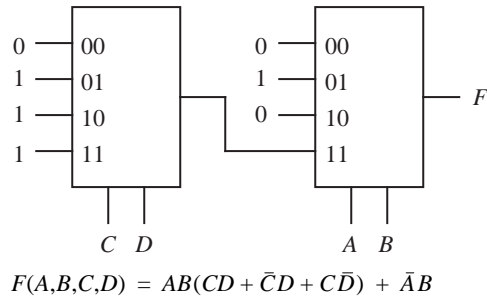 0 00 0 00
1 01 1 01 F
1 10 0 10
1 11 11
C D A B
F(A,B,C,D) = AB(CD + C̄D + CD̄) + ĀB